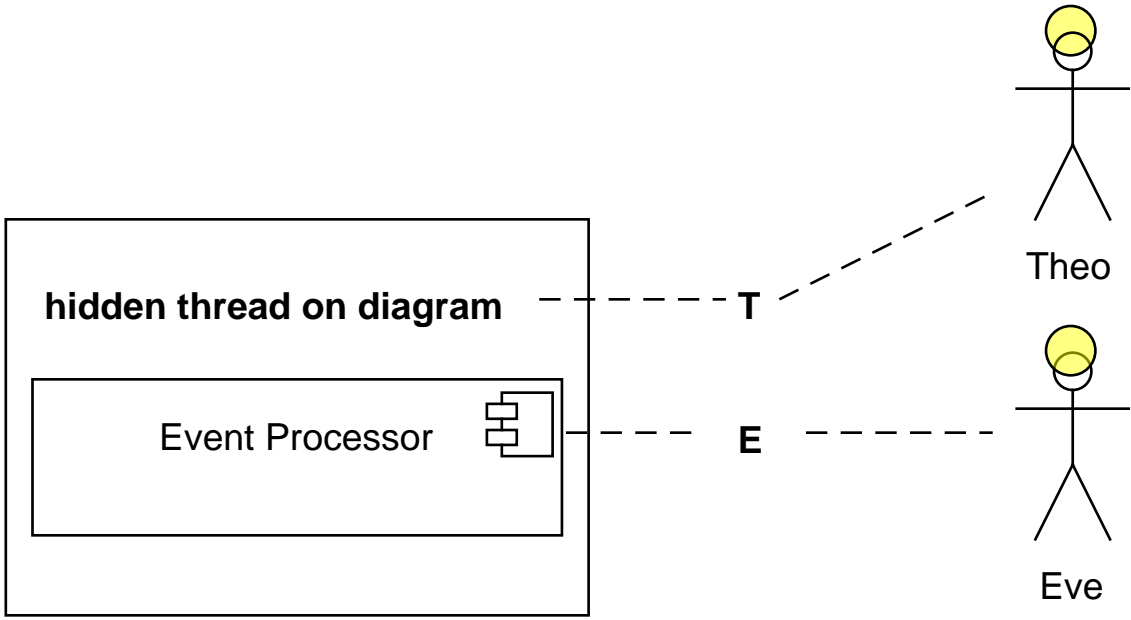 Theo
hidden thread on diagram T
Event Processor E
Eve